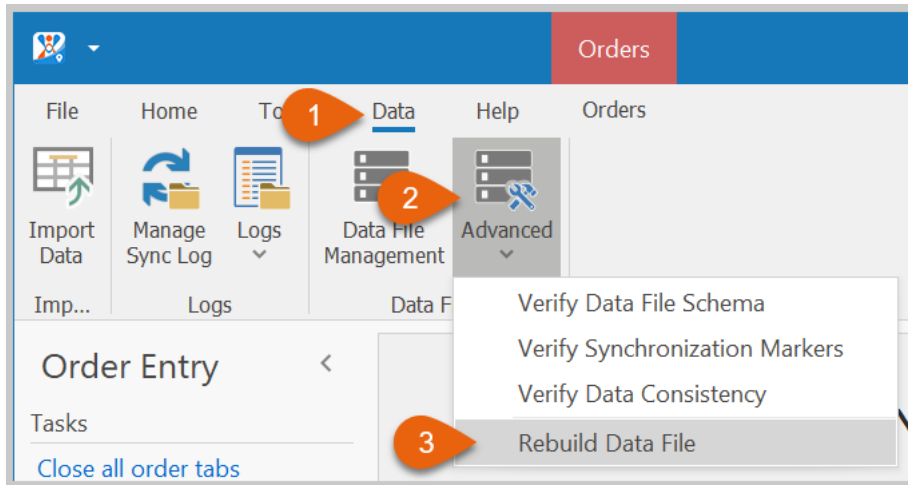 Orders
File Home To 1 Data Help Orders
2
Import Data
Manage Sync Log
Logs
Data File Management
Advanced
Imp...
Logs
Data F
Verify Data File Schema
Verify Synchronization Markers
Verify Data Consistency
3 Rebuild Data File
Order Entry
Tasks
Close all order tabs